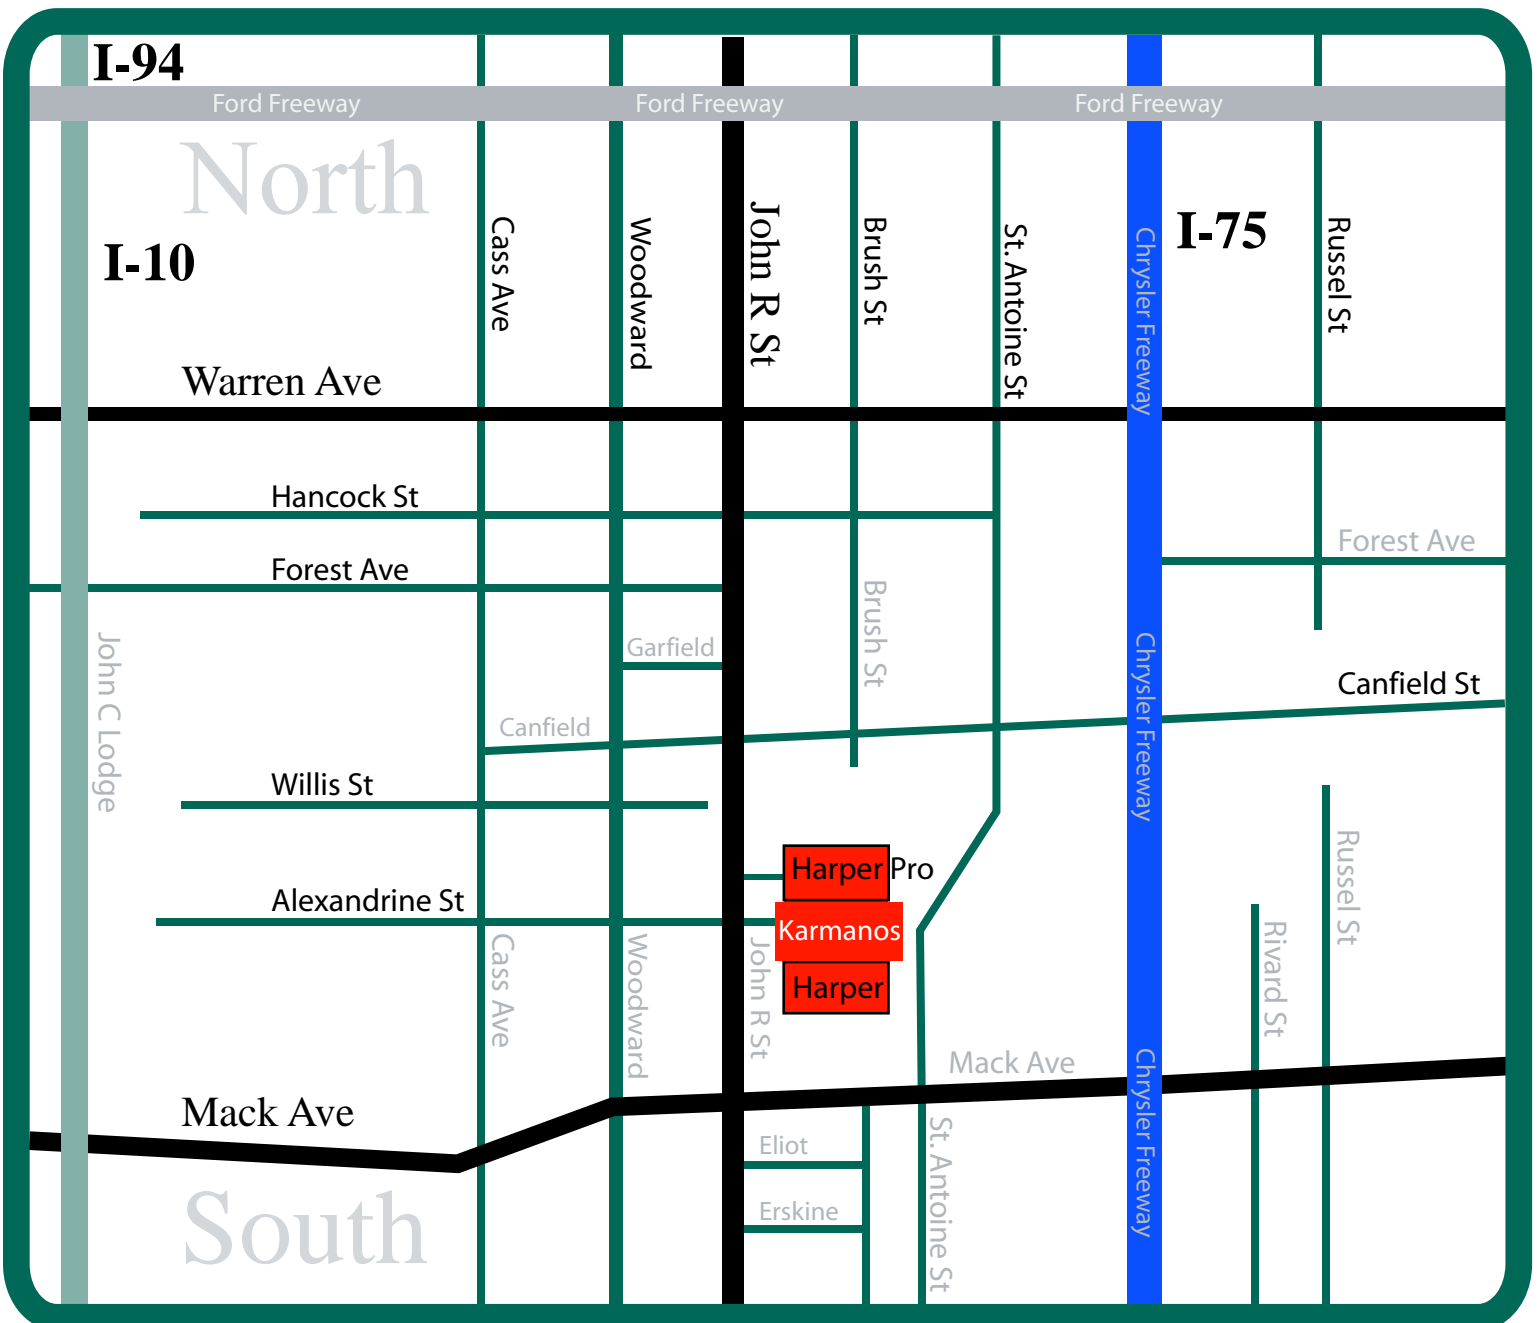 I-94
Ford Freeway
Ford Freeway
Ford Freeway
North
I-10
Cass Ave
Woodward
John R St
Brush St
St. Antoine St
Chrysler Freeway
I-75
Russel St
Warren Ave
Hancock St
Forest Ave
Forest Ave
John C Lodge
Garfield
Brush St
Chrysler Freeway
Canfield St
Canfield
Willis St
Harper Pro
Alexandrine St
Karmanos
Harper
Cass Ave
Woodward
John R St
Russel St
Rivard St
Mack Ave
Chrysler Freeway
Mack Ave
Eliot
St. Antoine St
Erskine
South